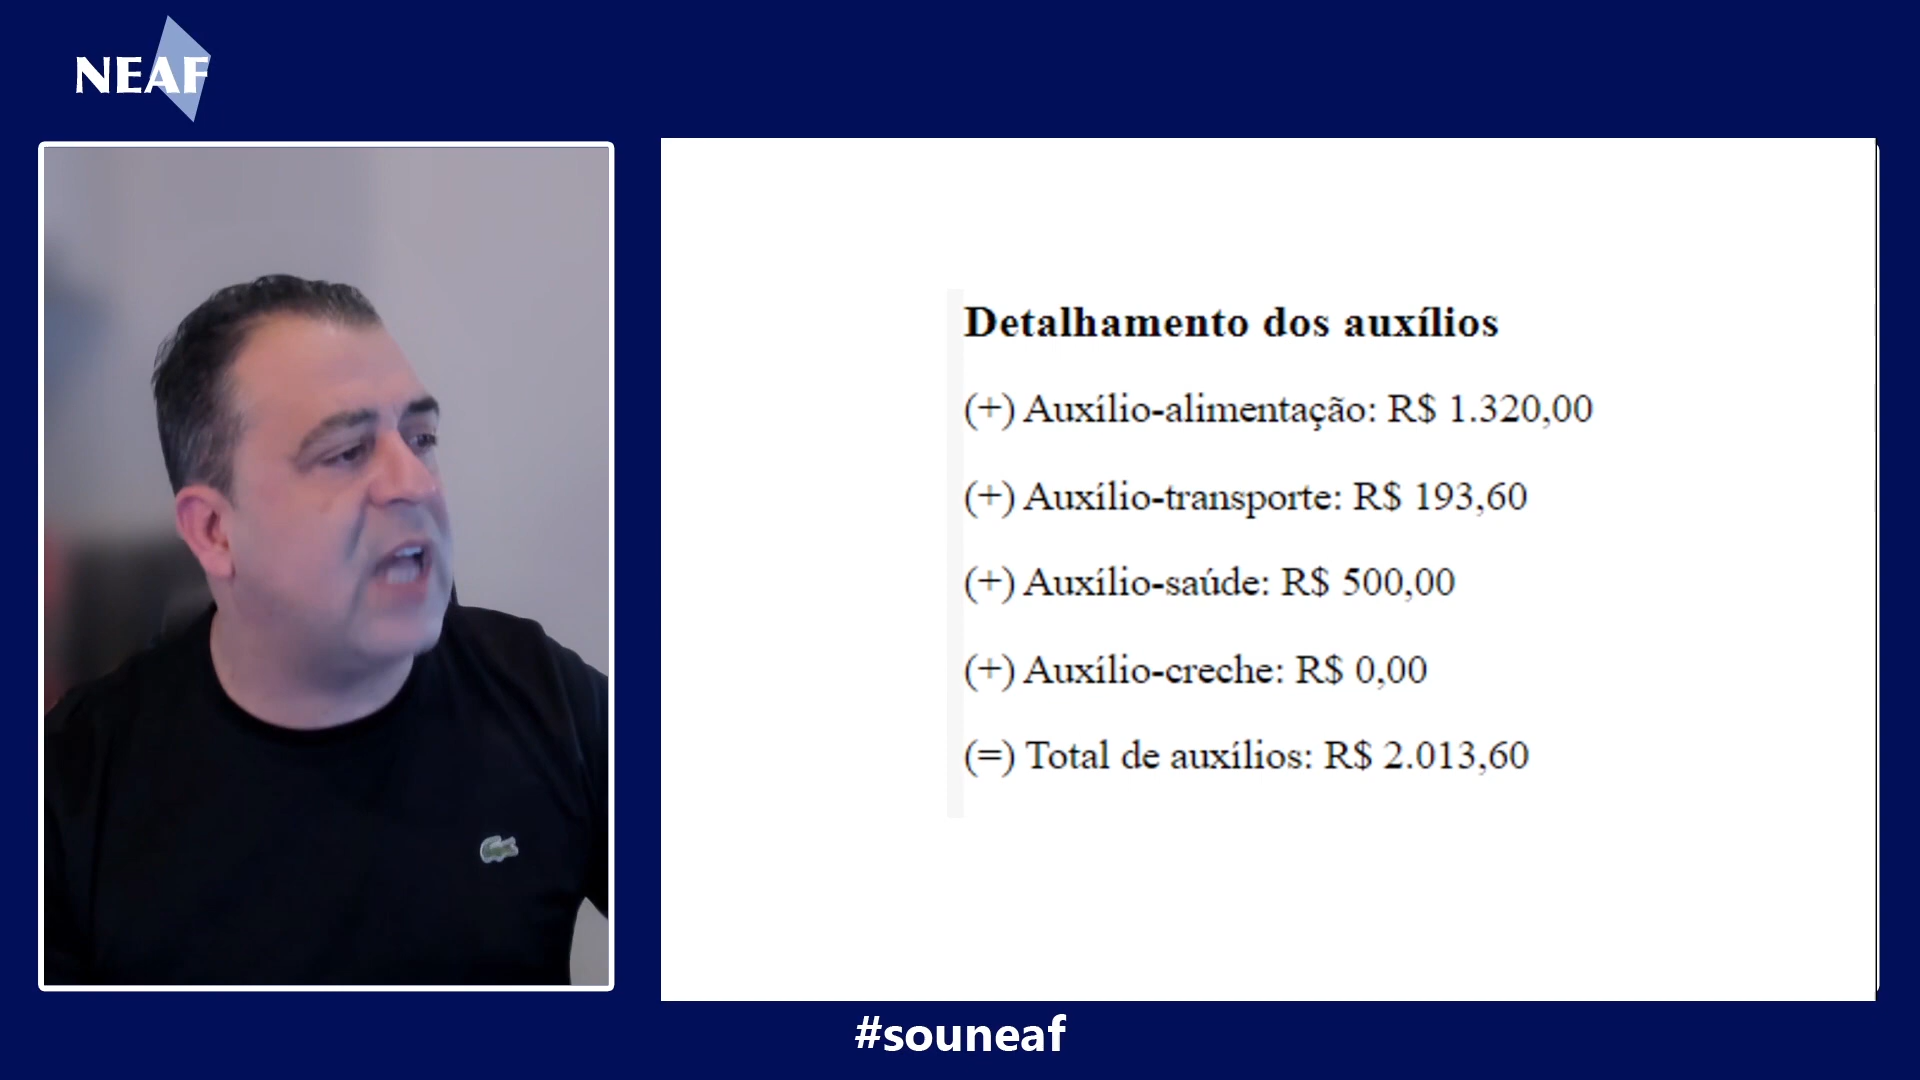 NEAF
Detalhamento dos auxílios
(+) Auxílio-alimentação: R$ 1.320,00
(+) Auxílio-transporte: R$ 193,60
(+) Auxílio-saúde: R$ 500,00
(+) Auxílio-creche: R$ 0,00
(=) Total de auxílios: R$ 2.013,60
#souneaf